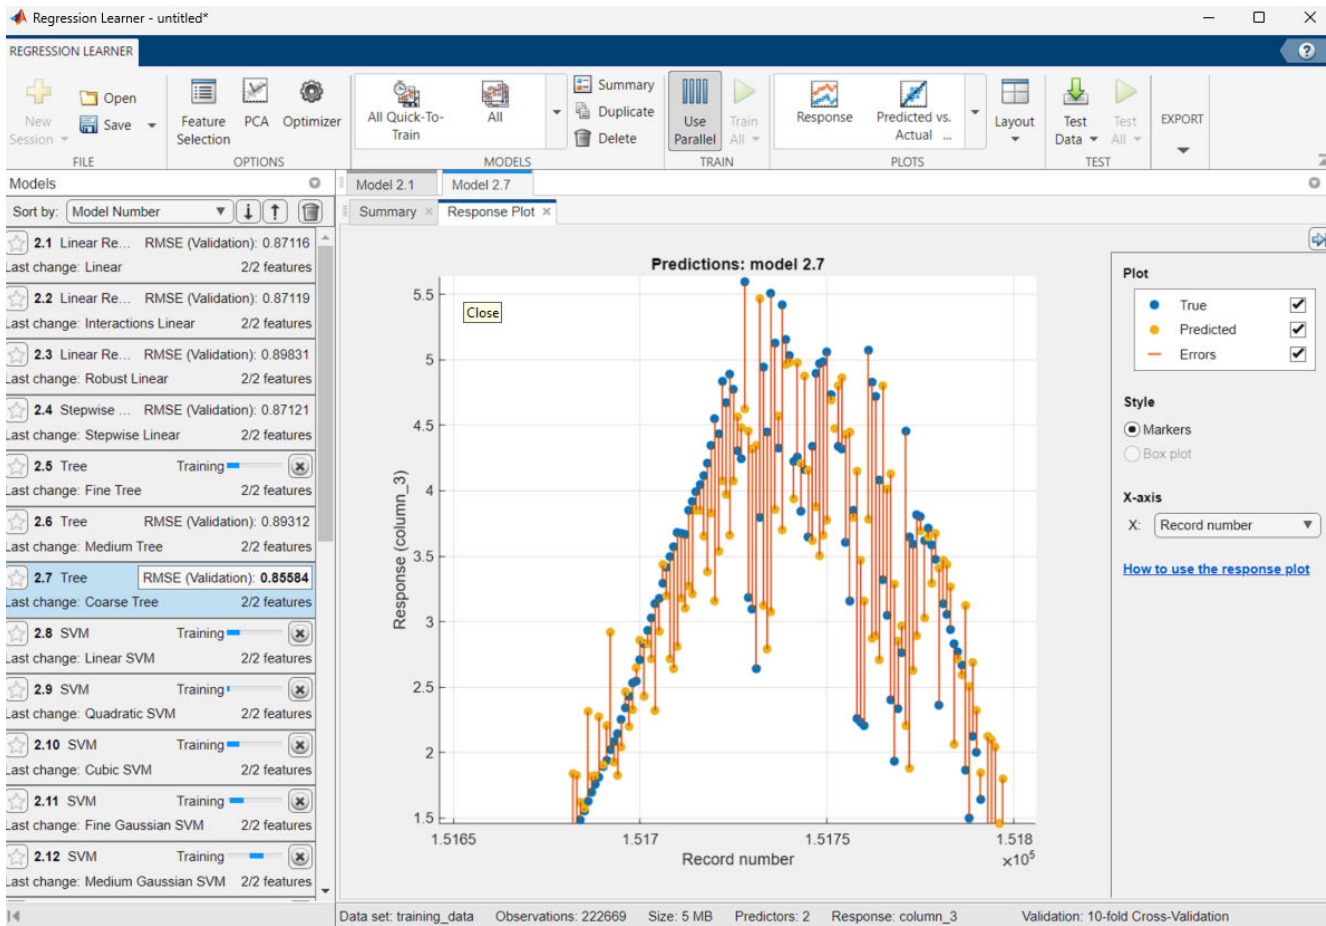 Regression Learner - untitled*
REGRESSION LEARNER
?
New Session
Open
Save
FILE
Feature Selection
PCA
Optimizer
OPTIONS
All Quick-To-Train
All
Summary
Duplicate
Delete
MODELS
Use Parallel
Train All
TRAIN
Response
Predicted vs. Actual ...
PLOTS
Layout
Test Data
Test All
TEST
EXPORT
Models
Sort by: Model Number
2.1 Linear Re... RMSE (Validation): 0.87116
Last change: Linear 2/2 features
2.2 Linear Re... RMSE (Validation): 0.87119
Last change: Interactions Linear 2/2 features
2.3 Linear Re... RMSE (Validation): 0.89831
Last change: Robust Linear 2/2 features
2.4 Stepwise ... RMSE (Validation): 0.87121
Last change: Stepwise Linear 2/2 features
2.5 Tree Training
Last change: Fine Tree 2/2 features
2.6 Tree RMSE (Validation): 0.89312
Last change: Medium Tree 2/2 features
2.7 Tree RMSE (Validation): 0.85584
Last change: Coarse Tree 2/2 features
2.8 SVM Training
Last change: Linear SVM 2/2 features
2.9 SVM Training
Last change: Quadratic SVM 2/2 features
2.10 SVM Training
Last change: Cubic SVM 2/2 features
2.11 SVM Training
Last change: Fine Gaussian SVM 2/2 features
2.12 SVM Training
Last change: Medium Gaussian SVM 2/2 features
Model 2.1
Model 2.7
Summary
Response Plot
Predictions: model 2.7
Close
Response (column_3)
5.5
5
4.5
4
3.5
3
2.5
2
1.5
1.5165 1.517 1.5175 1.518
Record number
×10⁵
Plot
True
Predicted
Errors
Style
Markers
Box plot
X-axis
X: Record number
How to use the response plot
Data set: training_data Observations: 222669 Size: 5 MB Predictors: 2 Response: column_3 Validation: 10-fold Cross-Validation